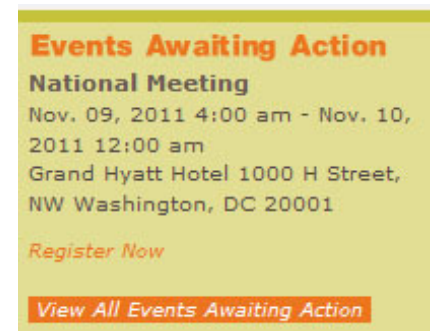 Events Awaiting Action
National Meeting
Nov. 09, 2011 4:00 am - Nov. 10,
2011 12:00 am
Grand Hyatt Hotel 1000 H Street,
NW Washington, DC 20001
Register Now
View All Events Awaiting Action